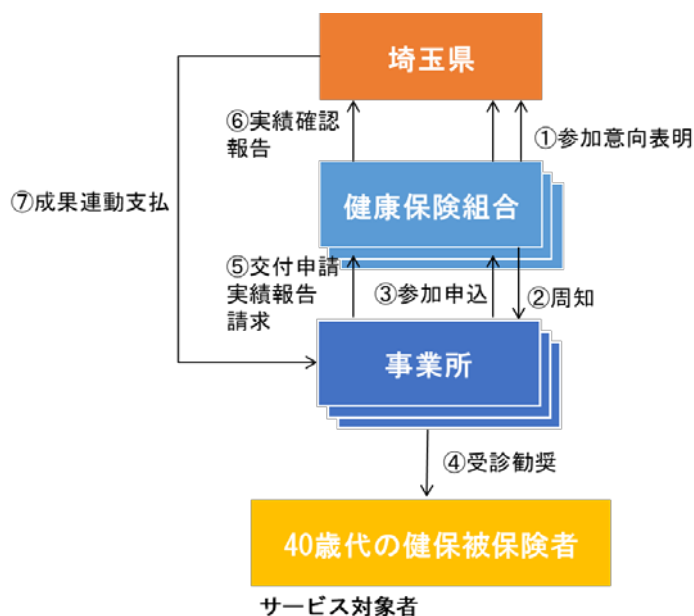 埼玉県
⑥実績確認
報告
①参加意向表明
⑦成果連動支払
健康保険組合
⑤交付申請
実績報告
請求
③参加申込
②周知
事業所
④受診勧奨
40歳代の健保被保険者
サービス対象者